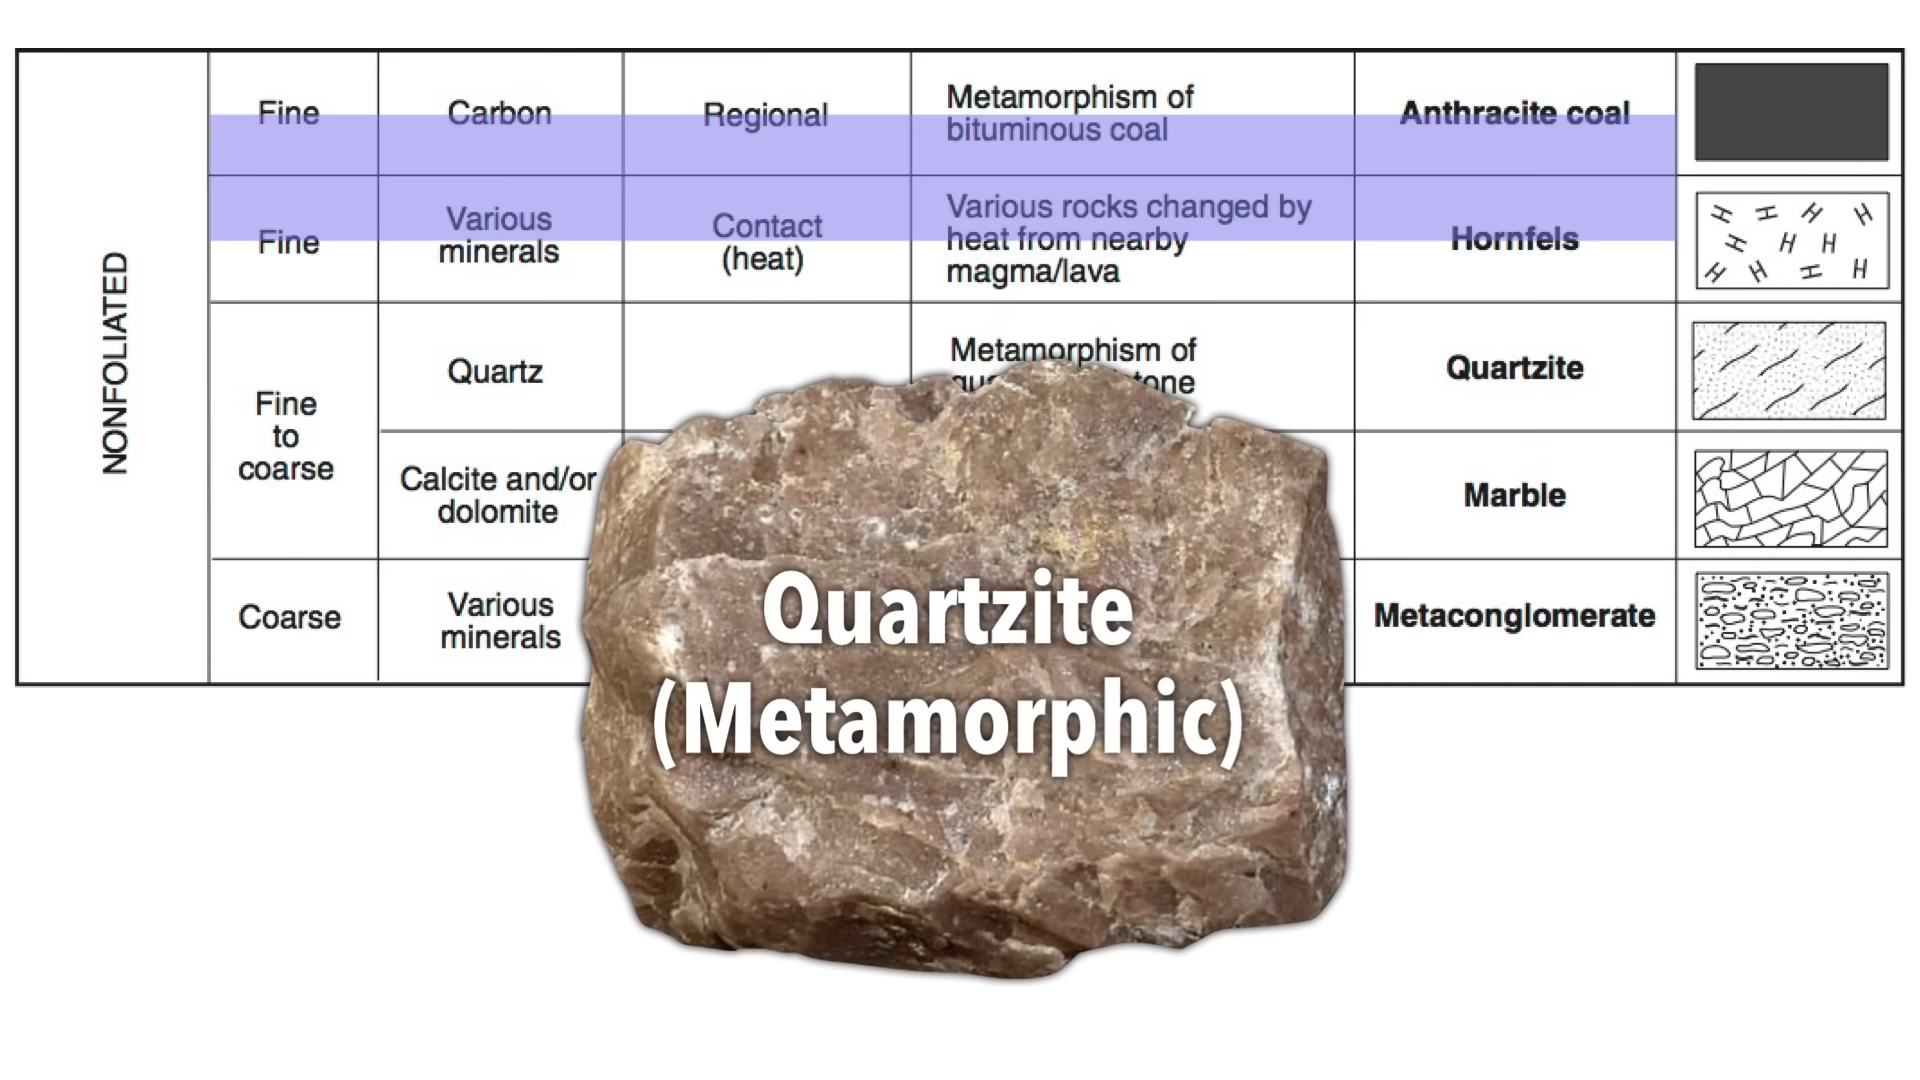 NONFOLIATED
Fine
Carbon
Regional
Metamorphism of
bituminous coal
Anthracite coal
Fine
Various
minerals
Contact
(heat)
Various rocks changed by
heat from nearby
magma/lava
Hornfels
Fine
to
coarse
Quartz
Metamorphism of
Quartzite
Calcite and/or
dolomite
Marble
Coarse
Various
minerals
Metaconglomerate
Quartzite
(Metamorphic)